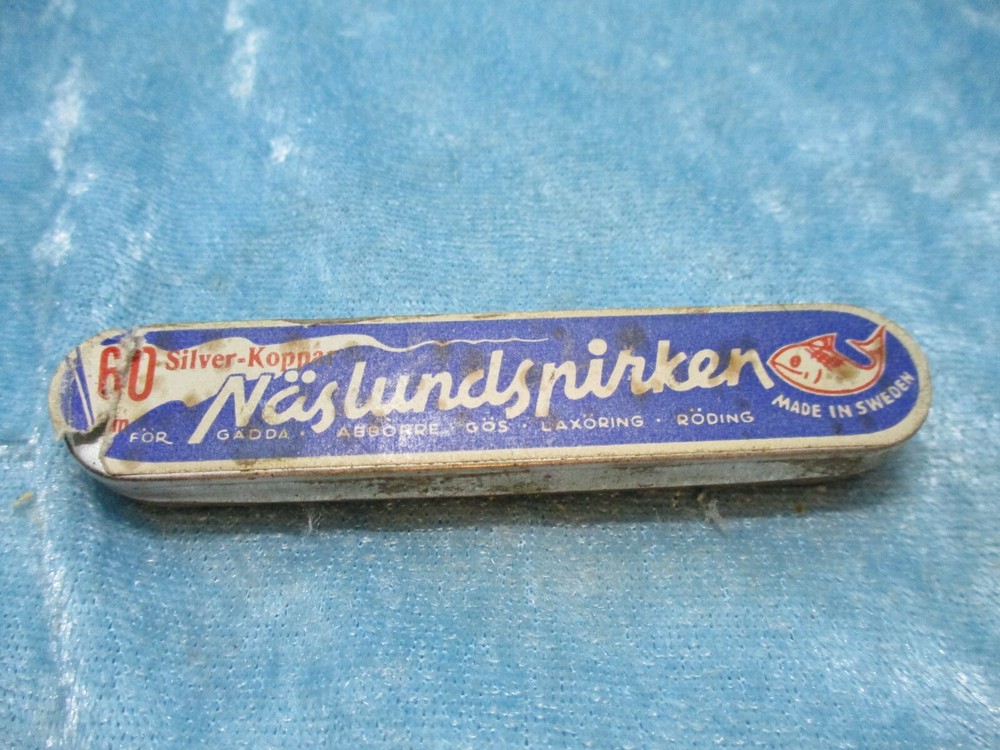 60 Silver-Koppar
m
Näslundspirken
FÖR GÄDDA · ABBORRE · GÖS · LAXÖRING · RÖDING
MADE IN SWEDEN